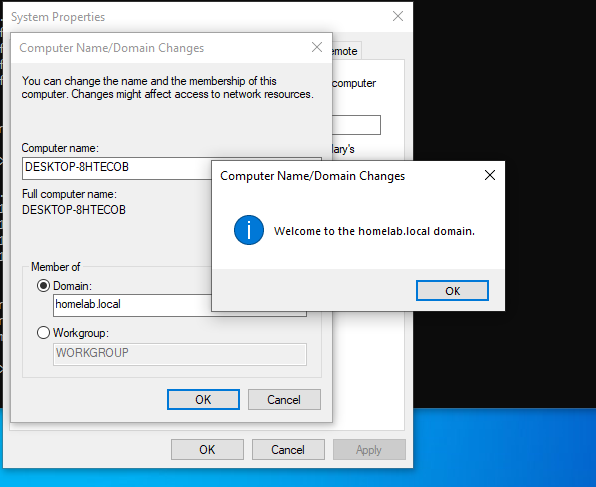 System Properties
Computer Name/Domain Changes
emote
You can change the name and the membership of this
computer. Changes might affect access to network resources.
computer
Computer name:
DESKTOP-8HTECOB
lary's
Full computer name:
DESKTOP-8HTECOB
Member of
Domain:
homelab.local
Workgroup:
WORKGROUP
OK
Cancel
Computer Name/Domain Changes
Welcome to the homelab.local domain.
OK
OK
Cancel
Apply